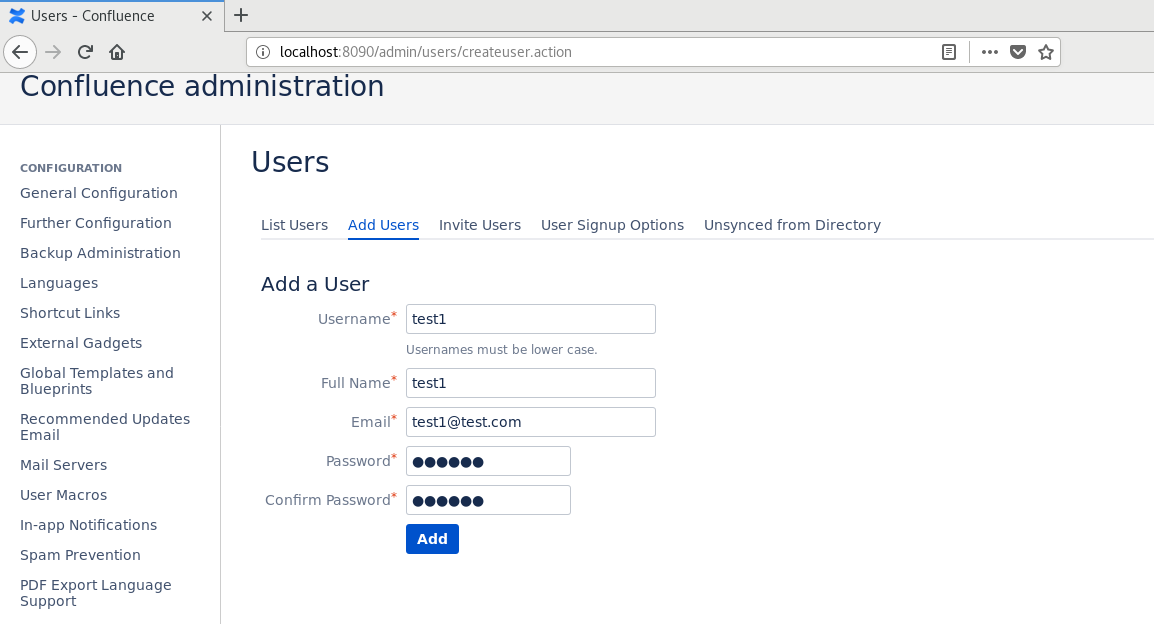 Users - Confluence
localhost:8090/admin/users/createuser.action
Confluence administration
CONFIGURATION
General Configuration
Further Configuration
Backup Administration
Languages
Shortcut Links
External Gadgets
Global Templates and
Blueprints
Recommended Updates
Email
Mail Servers
User Macros
In-app Notifications
Spam Prevention
PDF Export Language
Support
Users
List Users Add Users Invite Users User Signup Options Unsynced from Directory
Add a User
Username* test1
Usernames must be lower case.
Full Name* test1
Email* test1@test.com
Password* ●●●●●●
Confirm Password* ●●●●●●
Add